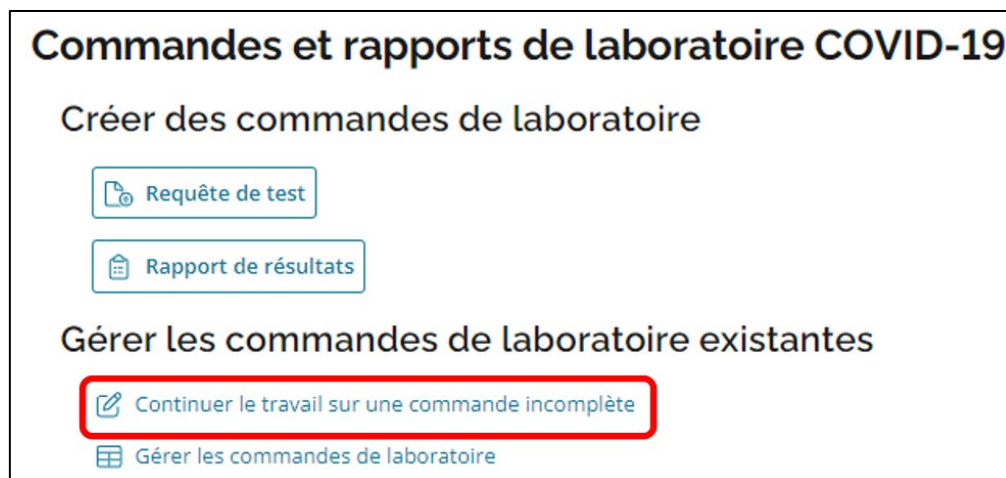 Commandes et rapports de laboratoire COVID-19
Créer des commandes de laboratoire
Requête de test
Rapport de résultats
Gérer les commandes de laboratoire existantes
Continuer le travail sur une commande incomplète
Gérer les commandes de laboratoire